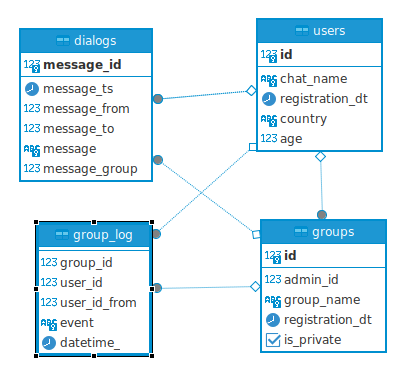 dialogs
123 message_id
message_ts
123 message_from
123 message_to
ABC message
123 message_group
users
123 id
ABC chat_name
registration_dt
ABC country
123 age
group_log
123 group_id
123 user_id
123 user_id_from
ABC event
datetime_
groups
123 id
123 admin_id
ABC group_name
registration_dt
is_private